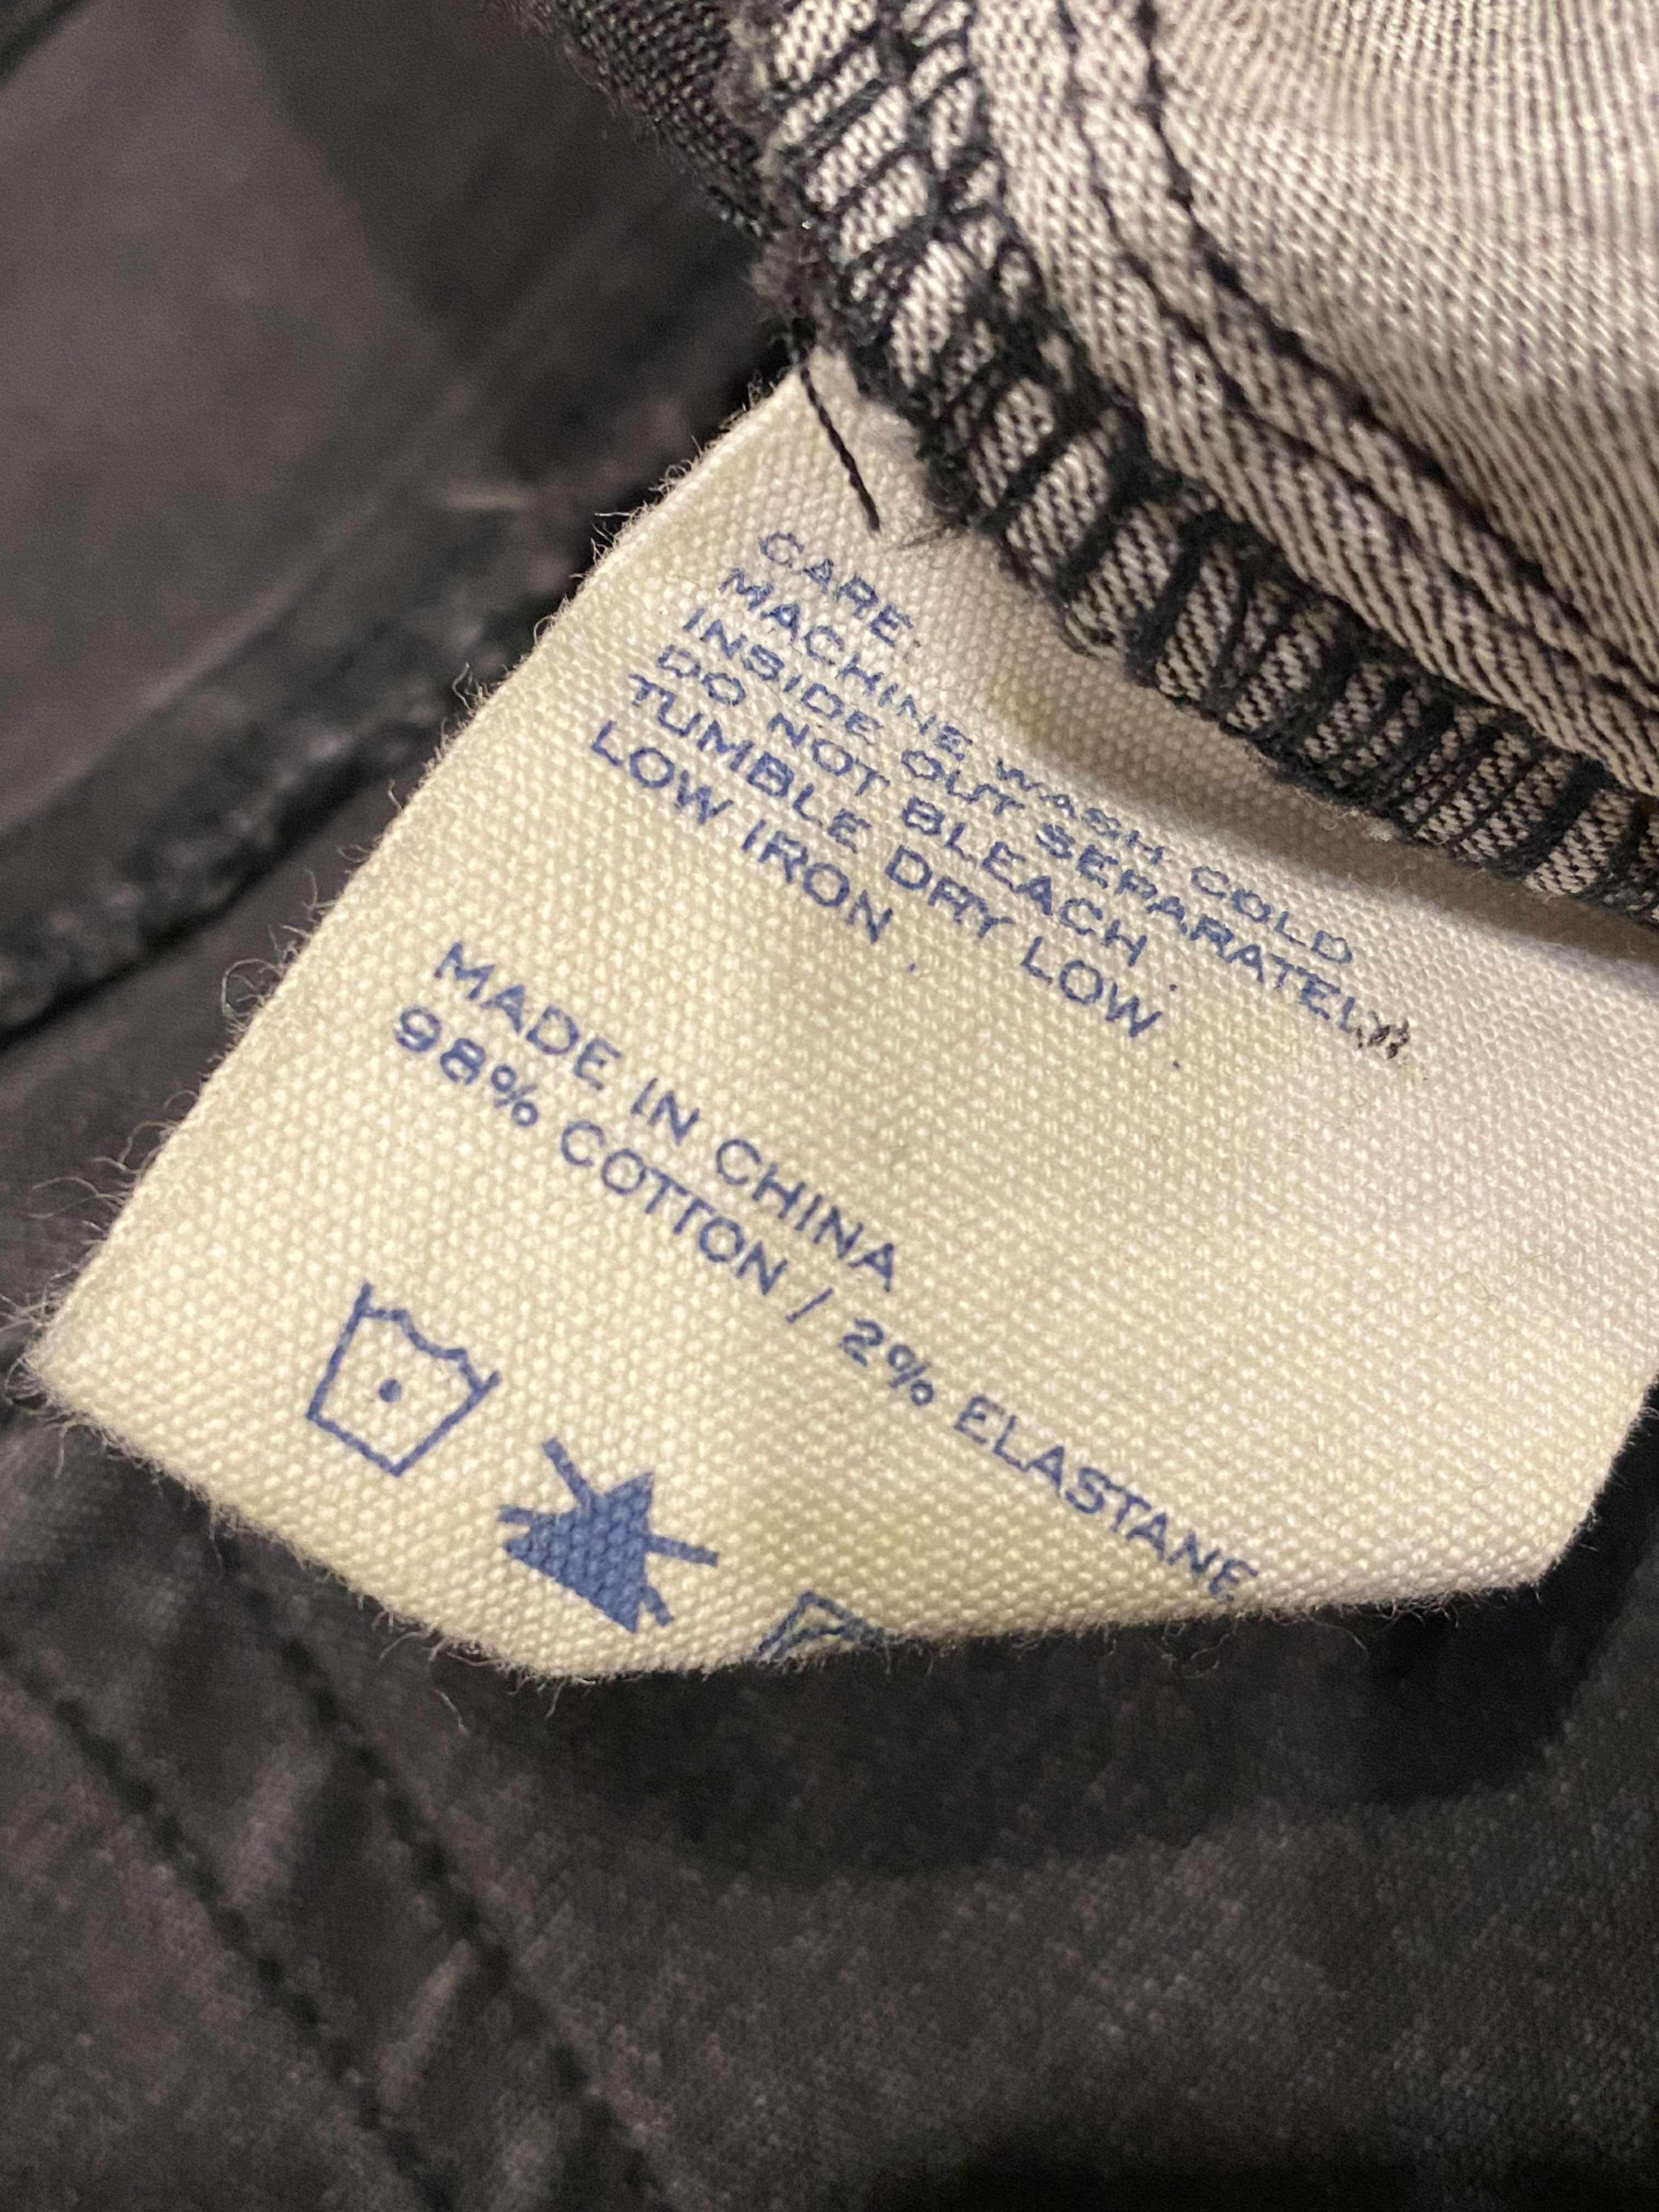 CARE:
MACHINE WASH COLD
INSIDE OUT SEPARATELY
DO NOT BLEACH
TUMBLE DRY LOW
LOW IRON
MADE IN CHINA
98% COTTON / 2% ELASTANE